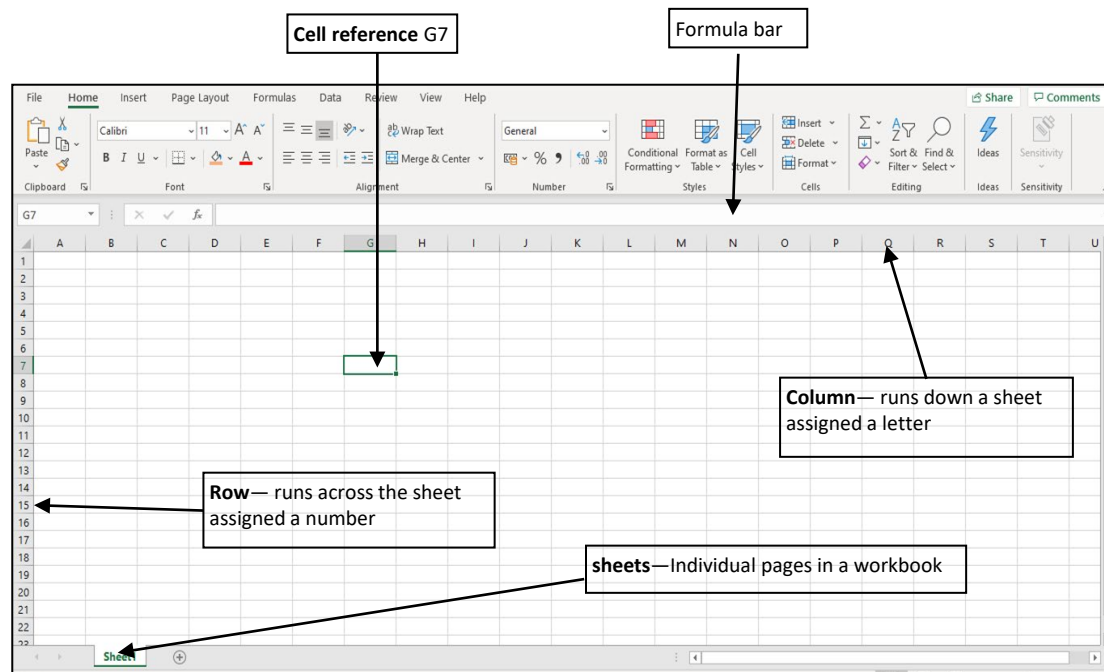 Cell reference G7
Formula bar
File Home Insert Page Layout Formulas Data Review View Help Share Comments
Calibri 11 A A Wrap Text General Insert
Paste B I U A Merge & Center % Conditional Formatting Format as Table Cell Styles Delete Format Sort & Filter Find & Select Ideas Sensitivity
Clipboard Font Alignment Number Styles Cells Editing Ideas Sensitivity
G7 fx
A B C D E F G H I J K L M N O P Q R S T U
1
2
3
4
5
6
7
8
9
10
11
12
13
14
15
16
17
18
19
20
21
22
23
Column— runs down a sheet
assigned a letter
Row— runs across the sheet
assigned a number
sheets—Individual pages in a workbook
Sheet1